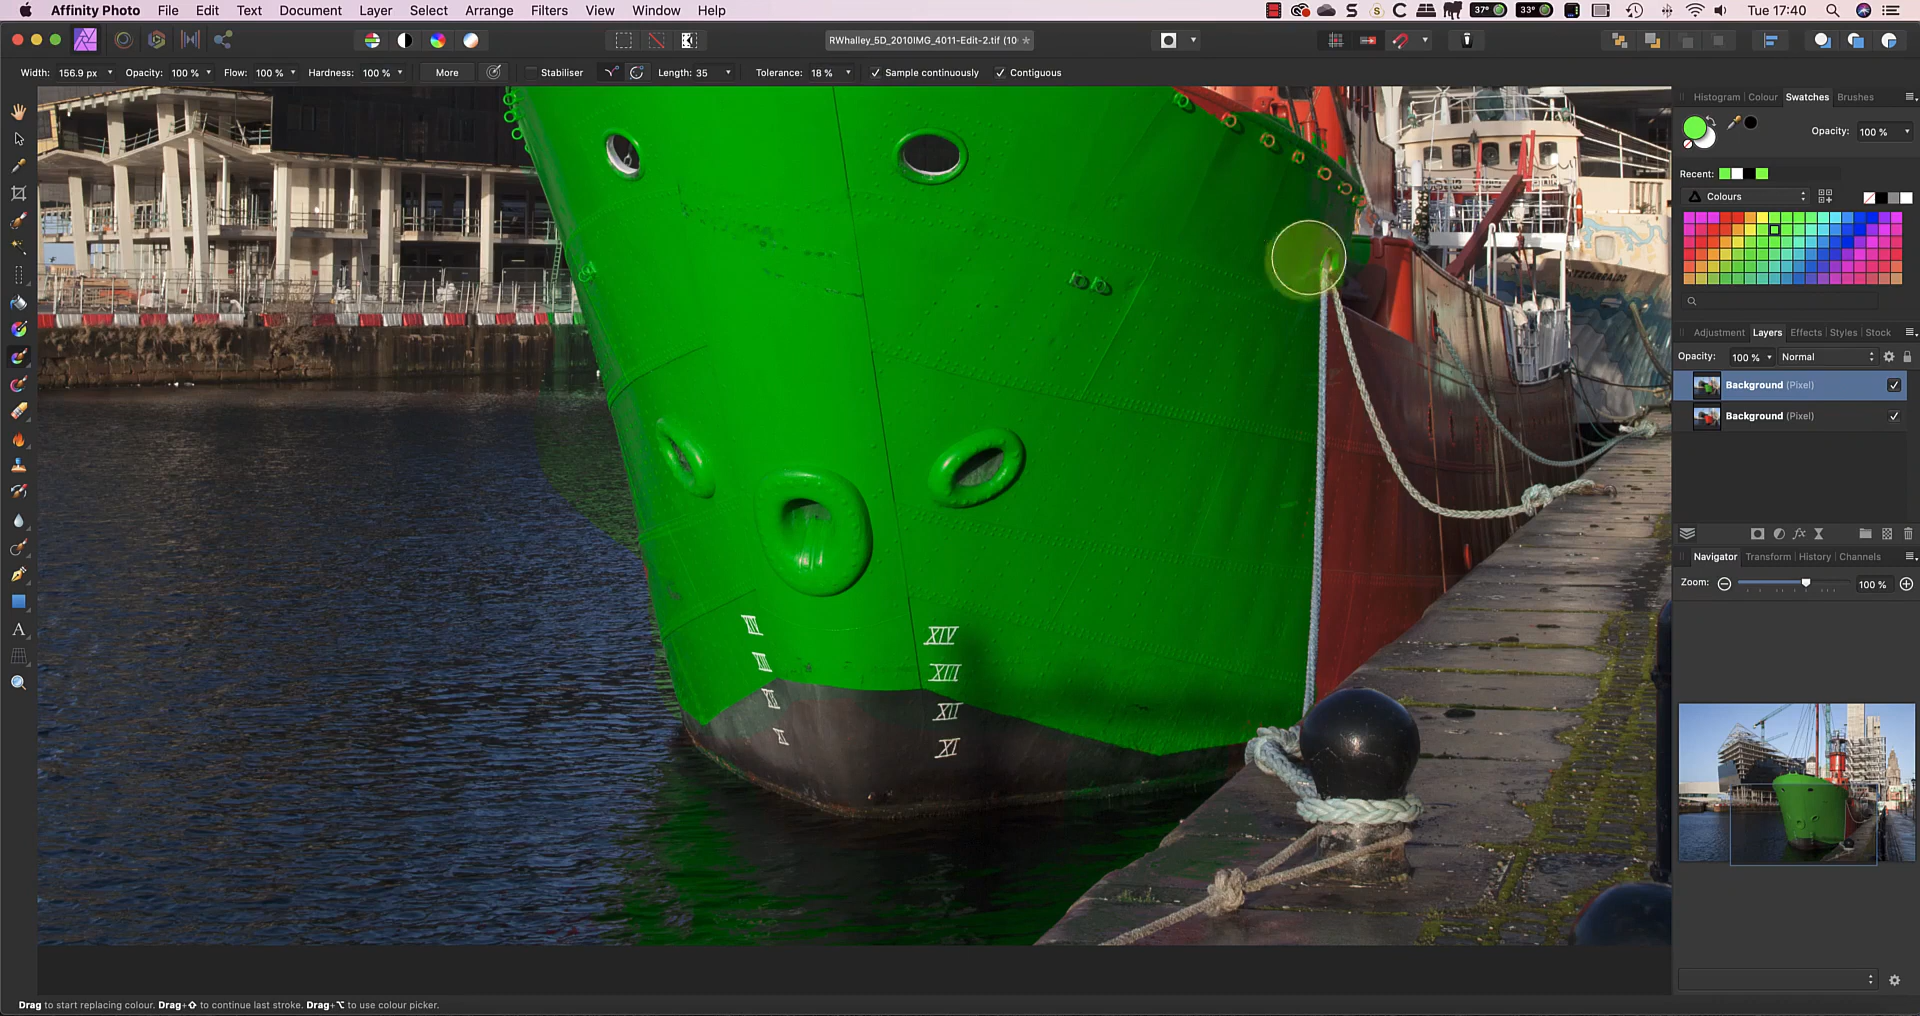 Affinity Photo File Edit Text Document Layer Select Arrange Filters View Window Help 37° 33° Tue 17:40
RWhalley_5D_2010IMG_4011-Edit-2.tif (10
Width: 156.9 px Opacity: 100 % Flow: 100 % Hardness: 100 % More Stabiliser Length: 35 Tolerance: 18 % Sample continuously Contiguous
Histogram Colour Swatches Brushes
Opacity: 100 %
Recent:
Colours
Adjustment Layers Effects Styles Stock
Opacity: 100 % Normal
Background (Pixel)
Background (Pixel)
Navigator Transform History Channels
Zoom: 100 %
XIV
XIII
XII
XI
Drag to start replacing colour. Drag+⇧ to continue last stroke. Drag+⌥ to use colour picker.